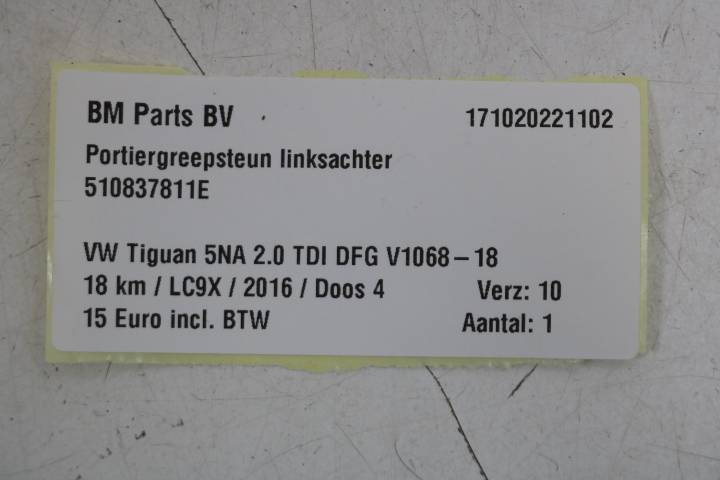 BM Parts BV 171020221102
Portiergreepsteun linksachter
510837811E
VW Tiguan 5NA 2.0 TDI DFG V1068-18
18 km / LC9X / 2016 / Doos 4 Verz: 10
15 Euro incl. BTW Aantal: 1